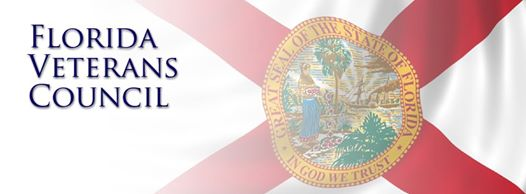 FLORIDA
VETERANS
COUNCIL
GREAT SEAL OF THE STATE OF FLORIDA
IN GOD WE TRUST